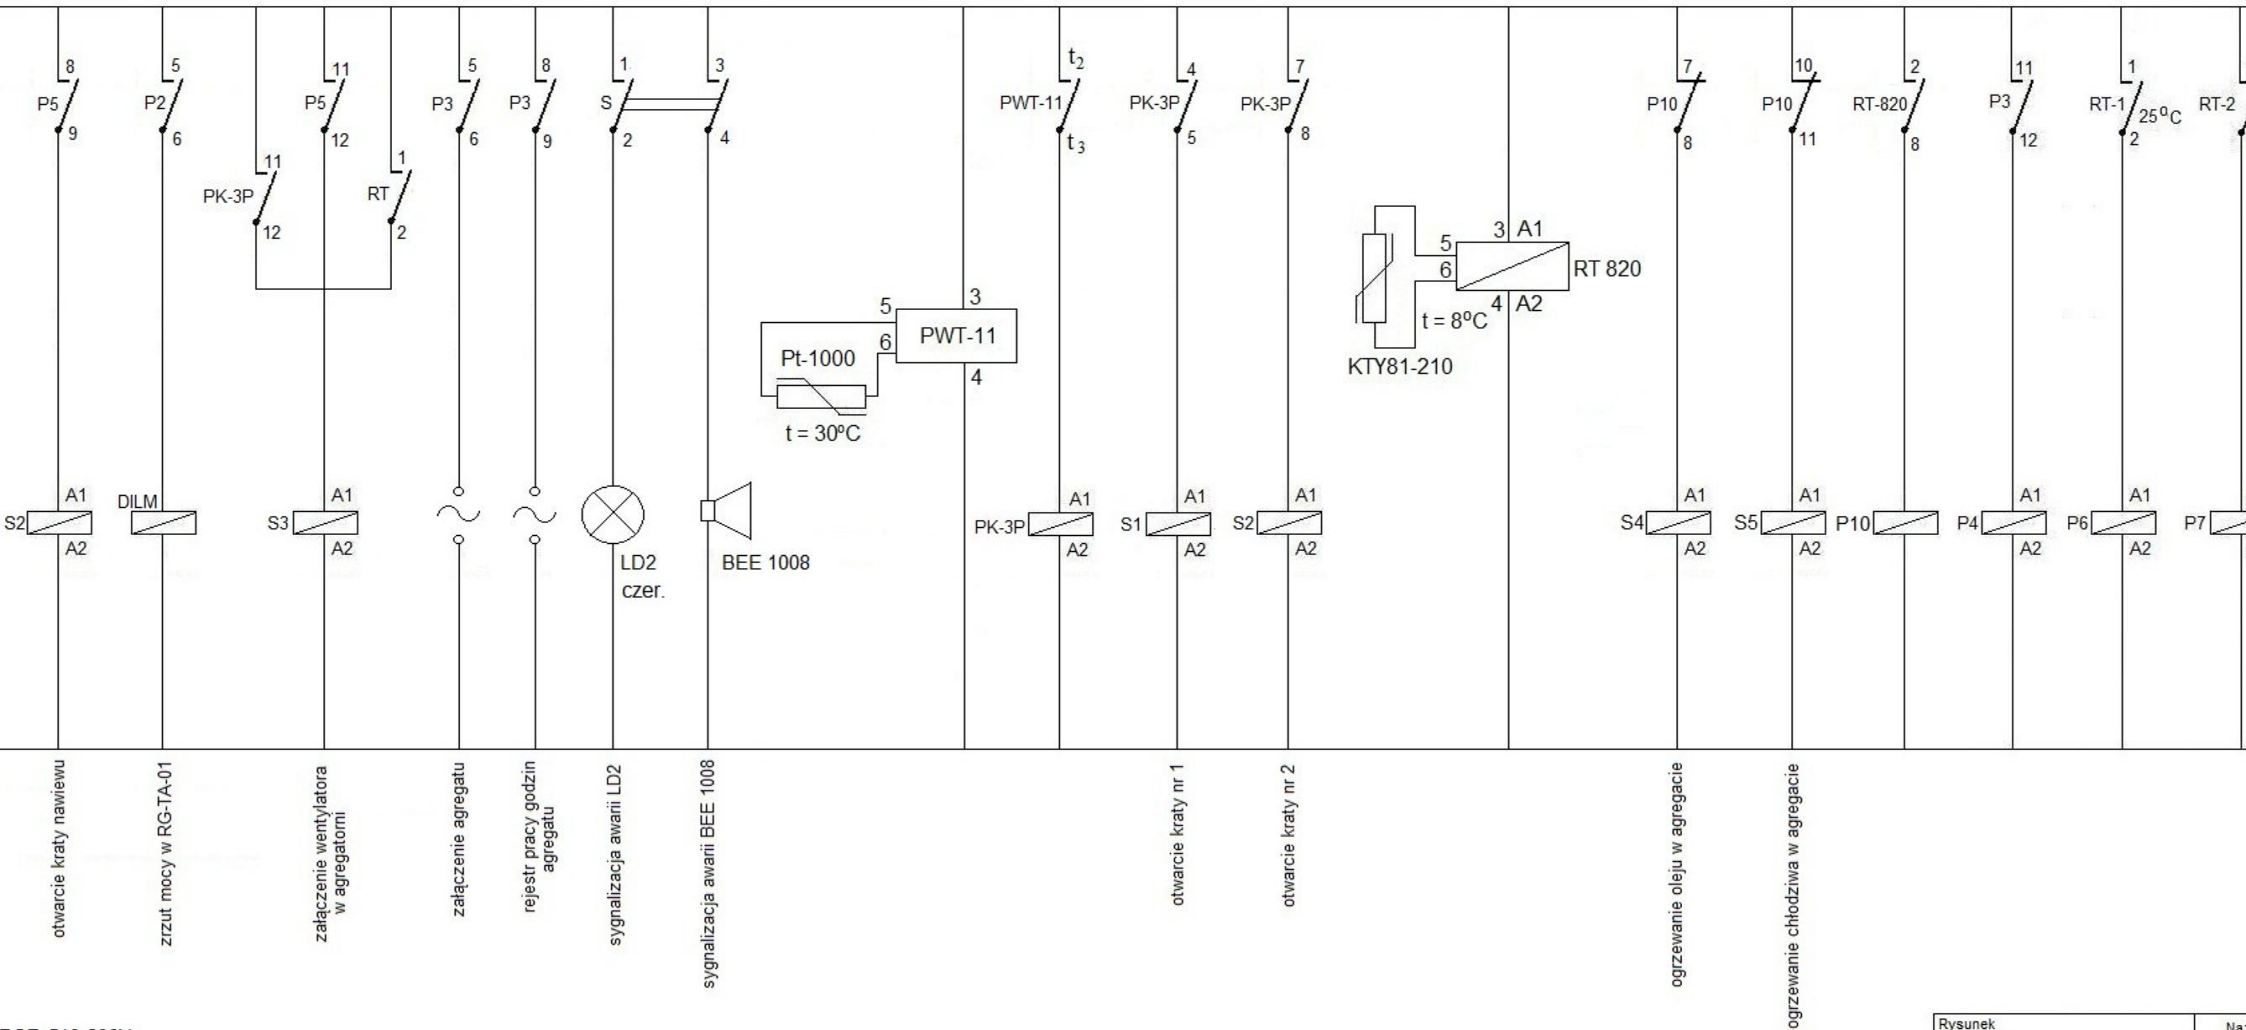 8
P5
9
5
P2
6
11
PK-3P
12
11
P5
12
1
RT
2
5
P3
6
8
P3
9
1
S
2
3
4
5
6
3
PWT-11
4
Pt-1000
t = 30ºC
t2
PWT-11
t3
4
PK-3P
5
7
PK-3P
8
3 A1
5
6
RT 820
4 A2
t = 8ºC
KTY81-210
7
P10
8
10
P10
11
2
RT-820
8
11
P3
12
1
RT-1
25ºC
2
RT-2
A1
S2
A2
DILM
A1
S3
A2
LD2
czer.
BEE 1008
A1
PK-3P
A2
A1
S1
A2
A1
S2
A2
A1
S4
A2
A1
S5
A2
P10
A1
P4
A2
A1
P6
A2
P7
otwarcie kraty nawiewu
zrzut mocy w RG-TA-01
załączenie wentylatora
w agregatorni
załączenie agregatu
rejestr pracy godzin
agregatu
sygnalizacja awarii LD2
sygnalizacja awarii BEE 1008
otwarcie kraty nr 1
otwarcie kraty nr 2
ogrzewanie oleju w agregacie
ogrzewanie chłodziwa w agregacie
Rysunek